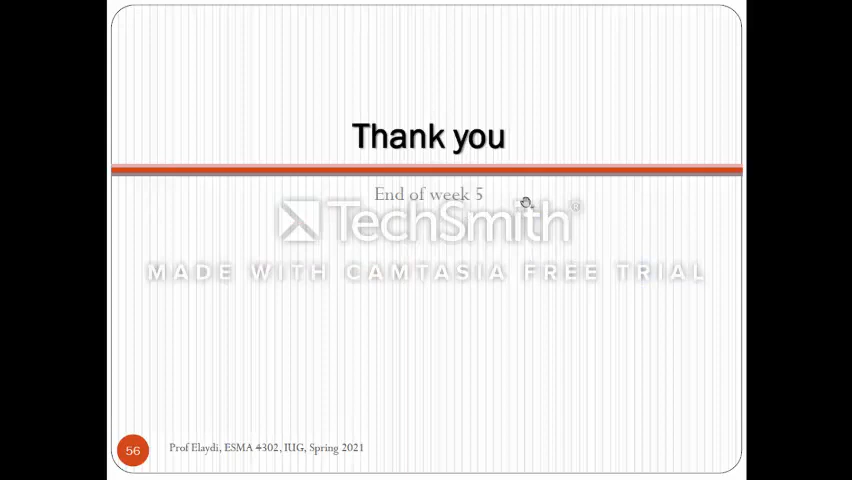 Thank you
End of week 5
TechSmith®
MADE WITH CAMTASIA FREE TRIAL
56
Prof Elaydi, ESMA 4302, IUG, Spring 2021